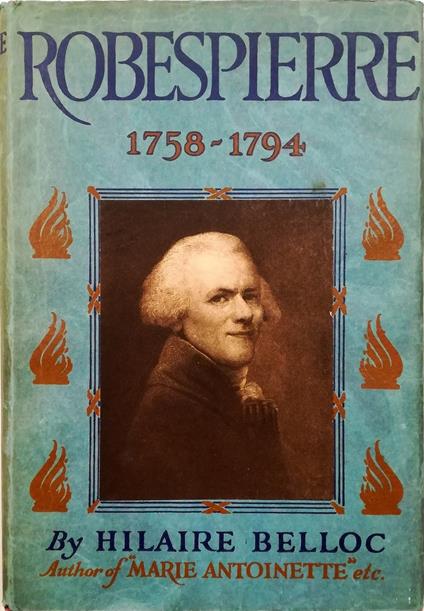 ROBESPIERRE
1758-1794
By HILAIRE BELLOC
Author of "MARIE ANTOINETTE" etc.